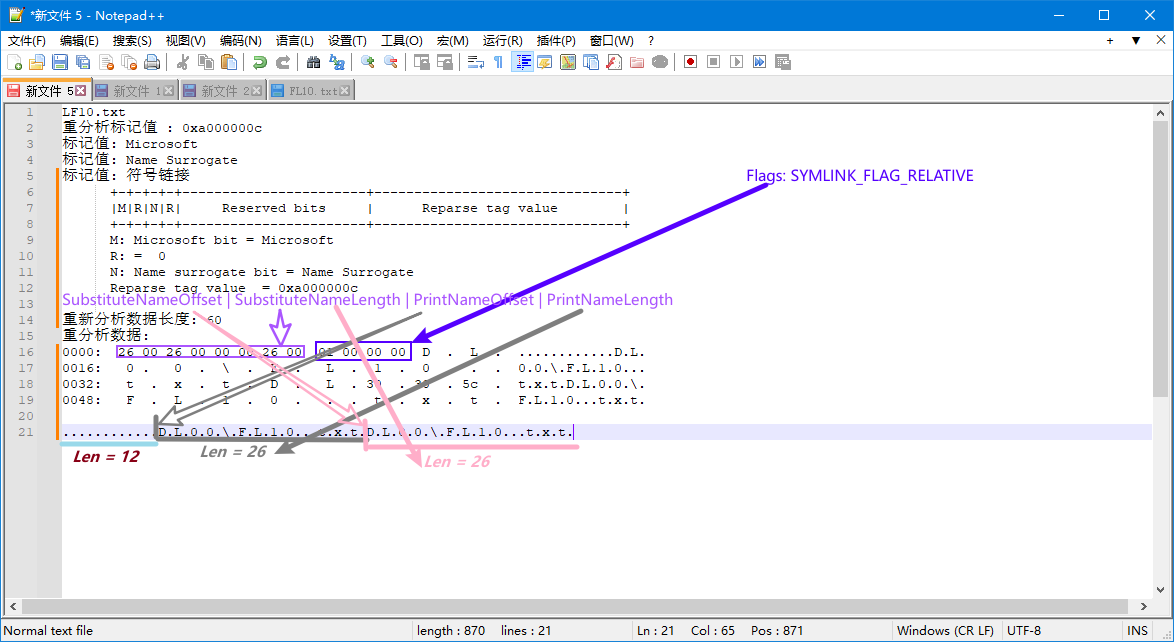 *新文件 5 - Notepad++
文件(F) 编辑(E) 搜索(S) 视图(V) 编码(N) 语言(L) 设置(T) 工具(O) 宏(M) 运行(R) 插件(P) 窗口(W) ?
+ ▼ X
新文件 5 新文件 1 新文件 2 FL10.txt
1 LF10.txt
2 重分析标记值 : 0xa000000c
3 标记值: Microsoft
4 标记值: Name Surrogate
5 标记值: 符号链接
Flags: SYMLINK_FLAG_RELATIVE
6 +-+-+-+-+-----------------------+-------------------------------+
7 |M|R|N|R| Reserved bits | Reparse tag value |
8 +-+-+-+-+-----------------------+-------------------------------+
9 M: Microsoft bit = Microsoft
10 R: = 0
11 N: Name surrogate bit = Name Surrogate
12 Reparse tag value = 0xa000000c
13
SubstituteNameOffset | SubstituteNameLength | PrintNameOffset | PrintNameLength
14 重新分析数据长度: 60
15 重分析数据:
16 0000: 26 00 26 00 00 00 26 00 01 00 00 00 D . L . ............D.L.
17 0016: 0 . 0 . \ . F . L . 1 . 0 . . . 0.0.\.F.L.1.0...
18 0032: t . x . t . D . L . 30 . 30 . 5c . t.x.t.D.L.0.0.\.
19 0048: F . L . 1 . 0 . . . t . x . t . F.L.1.0...t.x.t.
20
21 ............D.L.0.0.\.F.L.1.0...t.x.t.D.L.0.0.\.F.L.1.0...t.x.t.
Len = 12 Len = 26 Len = 26
Normal text file length : 870 lines : 21 Ln : 21 Col : 65 Pos : 871 Windows (CR LF) UTF-8 INS